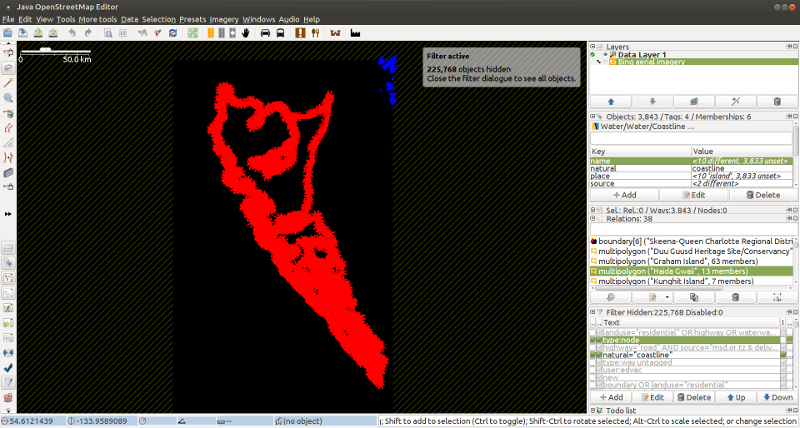 Java OpenStreetMap Editor
File Edit View Tools More tools Data Selection Presets Imagery Windows Audio Help
50.0 km
Filter active
225,768 objects hidden
Close the filter dialogue to see all objects.
Layers
Data Layer 1
Bing aerial imagery
Objects: 3,843 / Tags: 4 / Memberships: 6
Water/Water/Coastline ...
Key Value
name <10 different, 3,833 unset>
natural coastline
place <10 'island', 3,833 unset>
source <2 different>
Add Edit Delete
Sel.: Rel.:0 / Ways:3,843 / Nodes:0
Relations: 38
boundary[6] ("Skeena-Queen Charlotte Regional Distri
multipolygon ("Duu Guusd Heritage Site/Conservancy"
multipolygon ("Graham Island", 63 members)
multipolygon ("Haida Gwaii", 13 members)
multipolygon ("Kunghit Island", 7 members)
Filter Hidden:225,768 Disabled:0
Text
landuse="residential" OR highway OR waterwa...
type:node
highway="road" AND source="msd.or.tz & deliv...
natural="coastline"
type:way untagged
user:edvac
new
boundary OR landuse="residential"
Add Edit Delete Up Down
Todo list
54.6121439 -133.9589089 -- (no object) ; Shift to add to selection (Ctrl to toggle); Shift-Ctrl to rotate selected; Alt-Ctrl to scale selected; or change selection